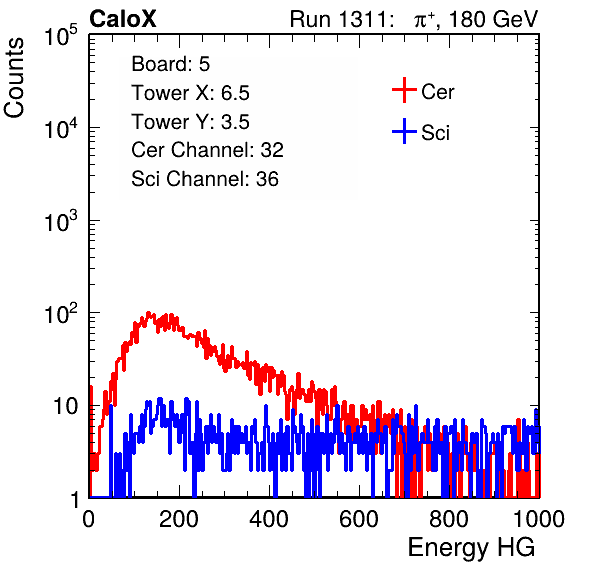 CaloX Run 1311: π⁺, 180 GeV
Counts
10⁵
10⁴
10³
10²
10
1
Board: 5
Tower X: 6.5
Tower Y: 3.5
Cer Channel: 32
Sci Channel: 36
Cer
Sci
0 200 400 600 800 1000
Energy HG